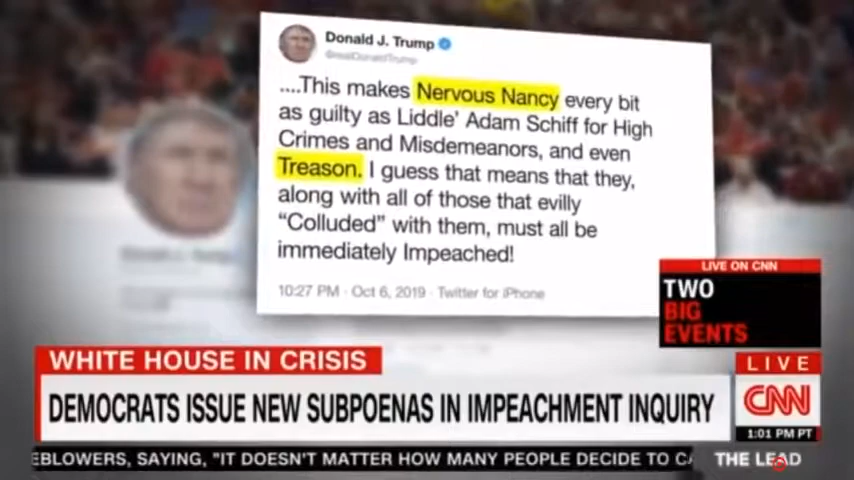 Donald J. Trump
@realDonaldTrump
....This makes Nervous Nancy every bit
as guilty as Liddle' Adam Schiff for High
Crimes and Misdemeanors, and even
Treason. I guess that means that they,
along with all of those that evilly
“Colluded” with them, must all be
immediately Impeached!
10:27 PM · Oct 6, 2019 · Twitter for iPhone
LIVE ON CNN
TWO
BIG
EVENTS
WHITE HOUSE IN CRISIS
LIVE
DEMOCRATS ISSUE NEW SUBPOENAS IN IMPEACHMENT INQUIRY
CNN
1:01 PM PT
EBLOWERS, SAYING, "IT DOESN'T MATTER HOW MANY PEOPLE DECIDE TO
THE LEAD